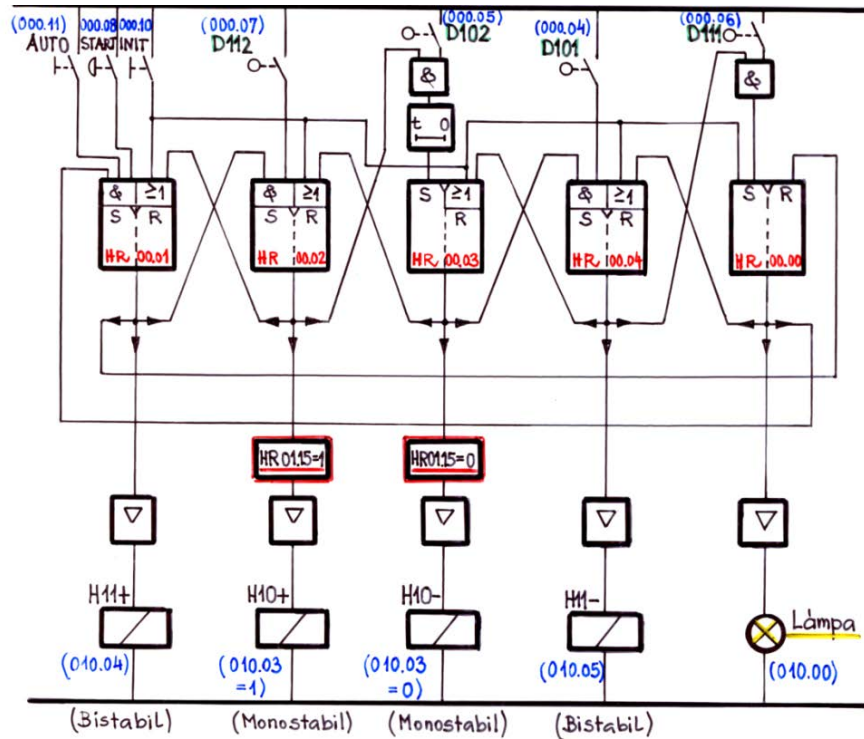 (000.11) 000.08 000.10 (000.07) (000.05) (000.04) (000.06)
AUTO START INIT D112 D102 D101 D111
& &
t 0
& ≥1 & ≥1 ≥1 & ≥1
S R S R S R S R S R
HR 00.01 HR 00.02 HR 00.03 HR 00.04 HR 00.00
HR 01.15=1 HR01.15=0
H11+ H10+ H10- H11- Lampa
(010.04) (010.03 =1) (010.03 =0) (010.05) (010.00)
(Bistabil) (Monostabil) (Monostabil) (Bistabil)